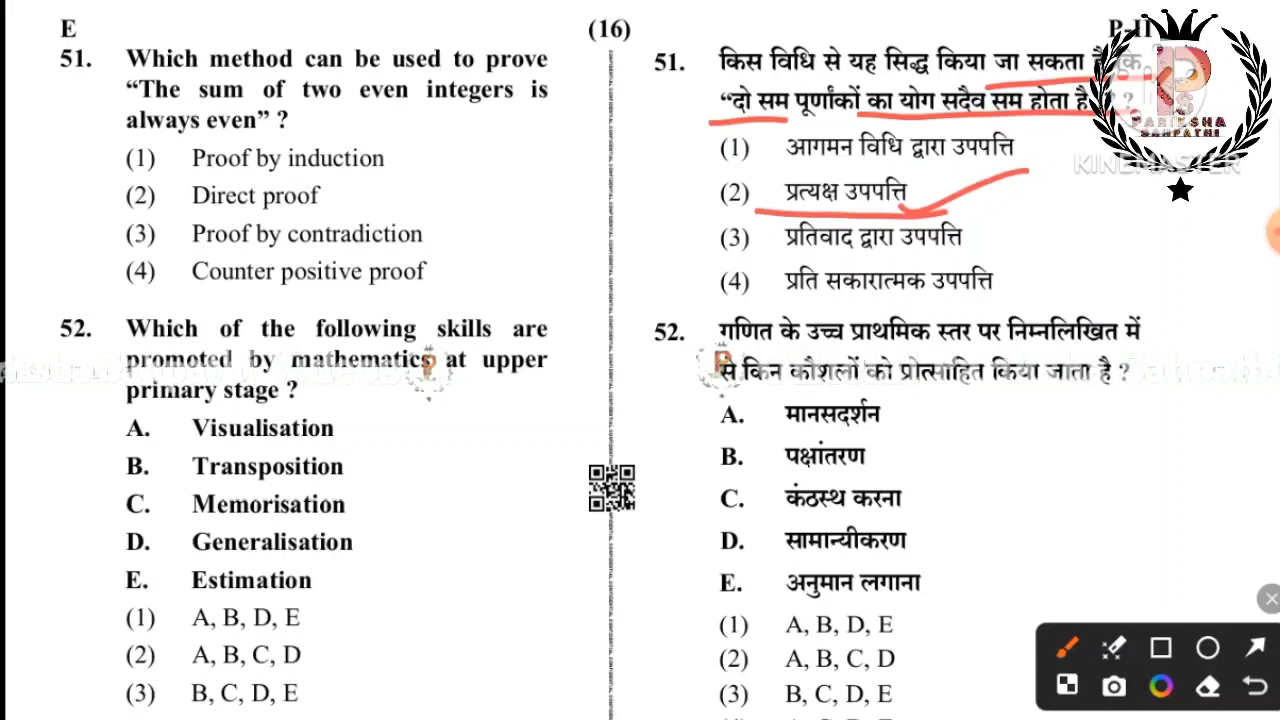 E
(16)
P-II
51. Which method can be used to prove
“The sum of two even integers is
always even” ?
(1) Proof by induction
(2) Direct proof
(3) Proof by contradiction
(4) Counter positive proof
52. Which of the following skills are
promoted by mathematics at upper
primary stage ?
A. Visualisation
B. Transposition
C. Memorisation
D. Generalisation
E. Estimation
(1) A, B, D, E
(2) A, B, C, D
(3) B, C, D, E
51. किस विधि से यह सिद्ध किया जा सकता है कि
“दो सम पूर्णांकों का योग सदैव सम होता है” ?
(1) आगमन विधि द्वारा उपपत्ति
(2) प्रत्यक्ष उपपत्ति
(3) प्रतिवाद द्वारा उपपत्ति
(4) प्रति सकारात्मक उपपत्ति
52. गणित के उच्च प्राथमिक स्तर पर निम्नलिखित में
से किन कौशलों को प्रोत्साहित किया जाता है ?
A. मानसदर्शन
B. पक्षांतरण
C. कंठस्थ करना
D. सामान्यीकरण
E. अनुमान लगाना
(1) A, B, D, E
(2) A, B, C, D
(3) B, C, D, E
PARIKSHA
SAHPATHI
KINEMASTER